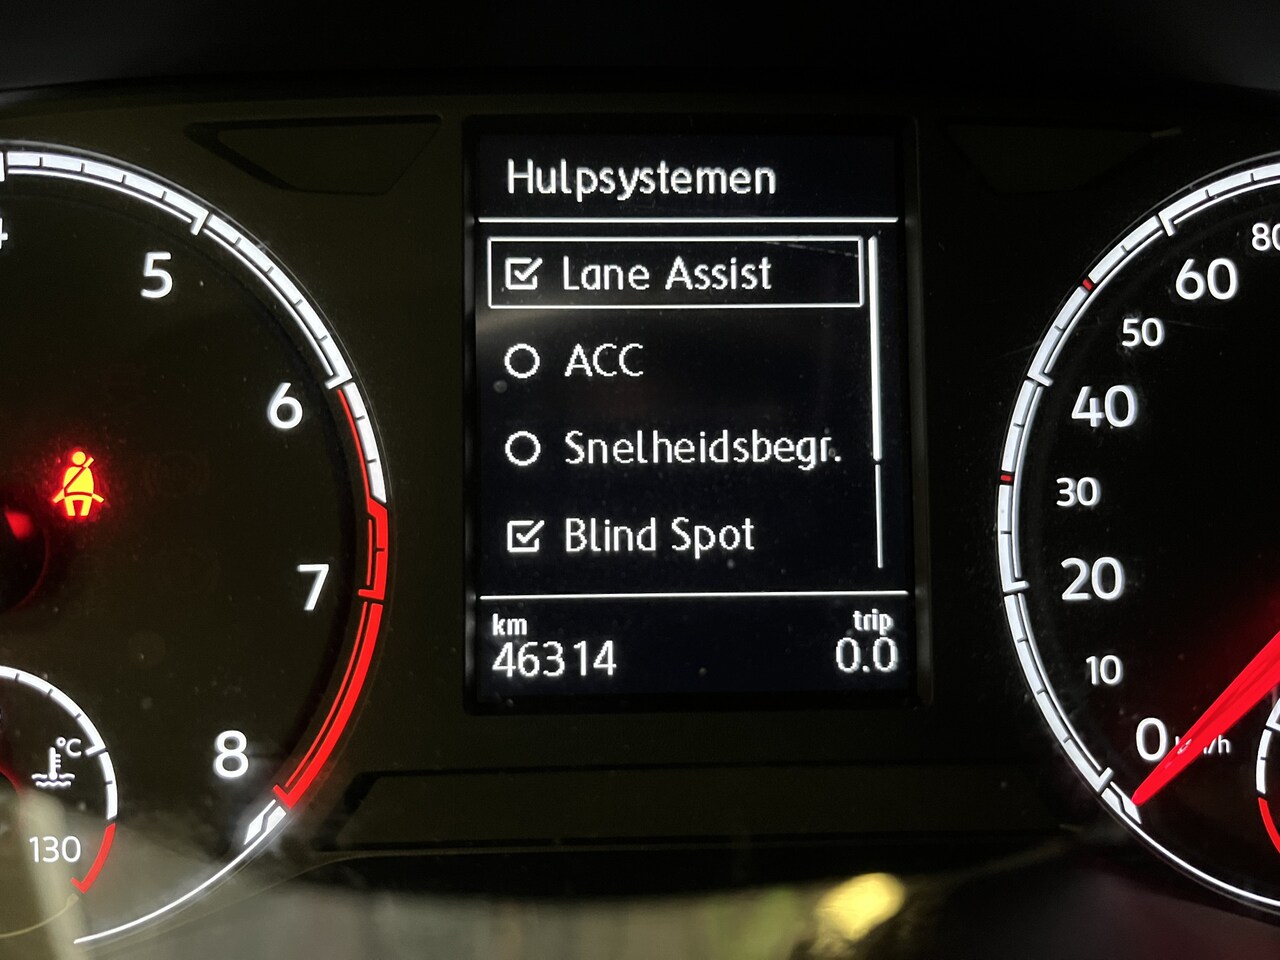 Hulpsystemen
Lane Assist
ACC
Snelheidsbegr.
Blind Spot
km
46314
trip
0.0
5
6
7
8
°C
130
80
60
50
40
30
20
10
0